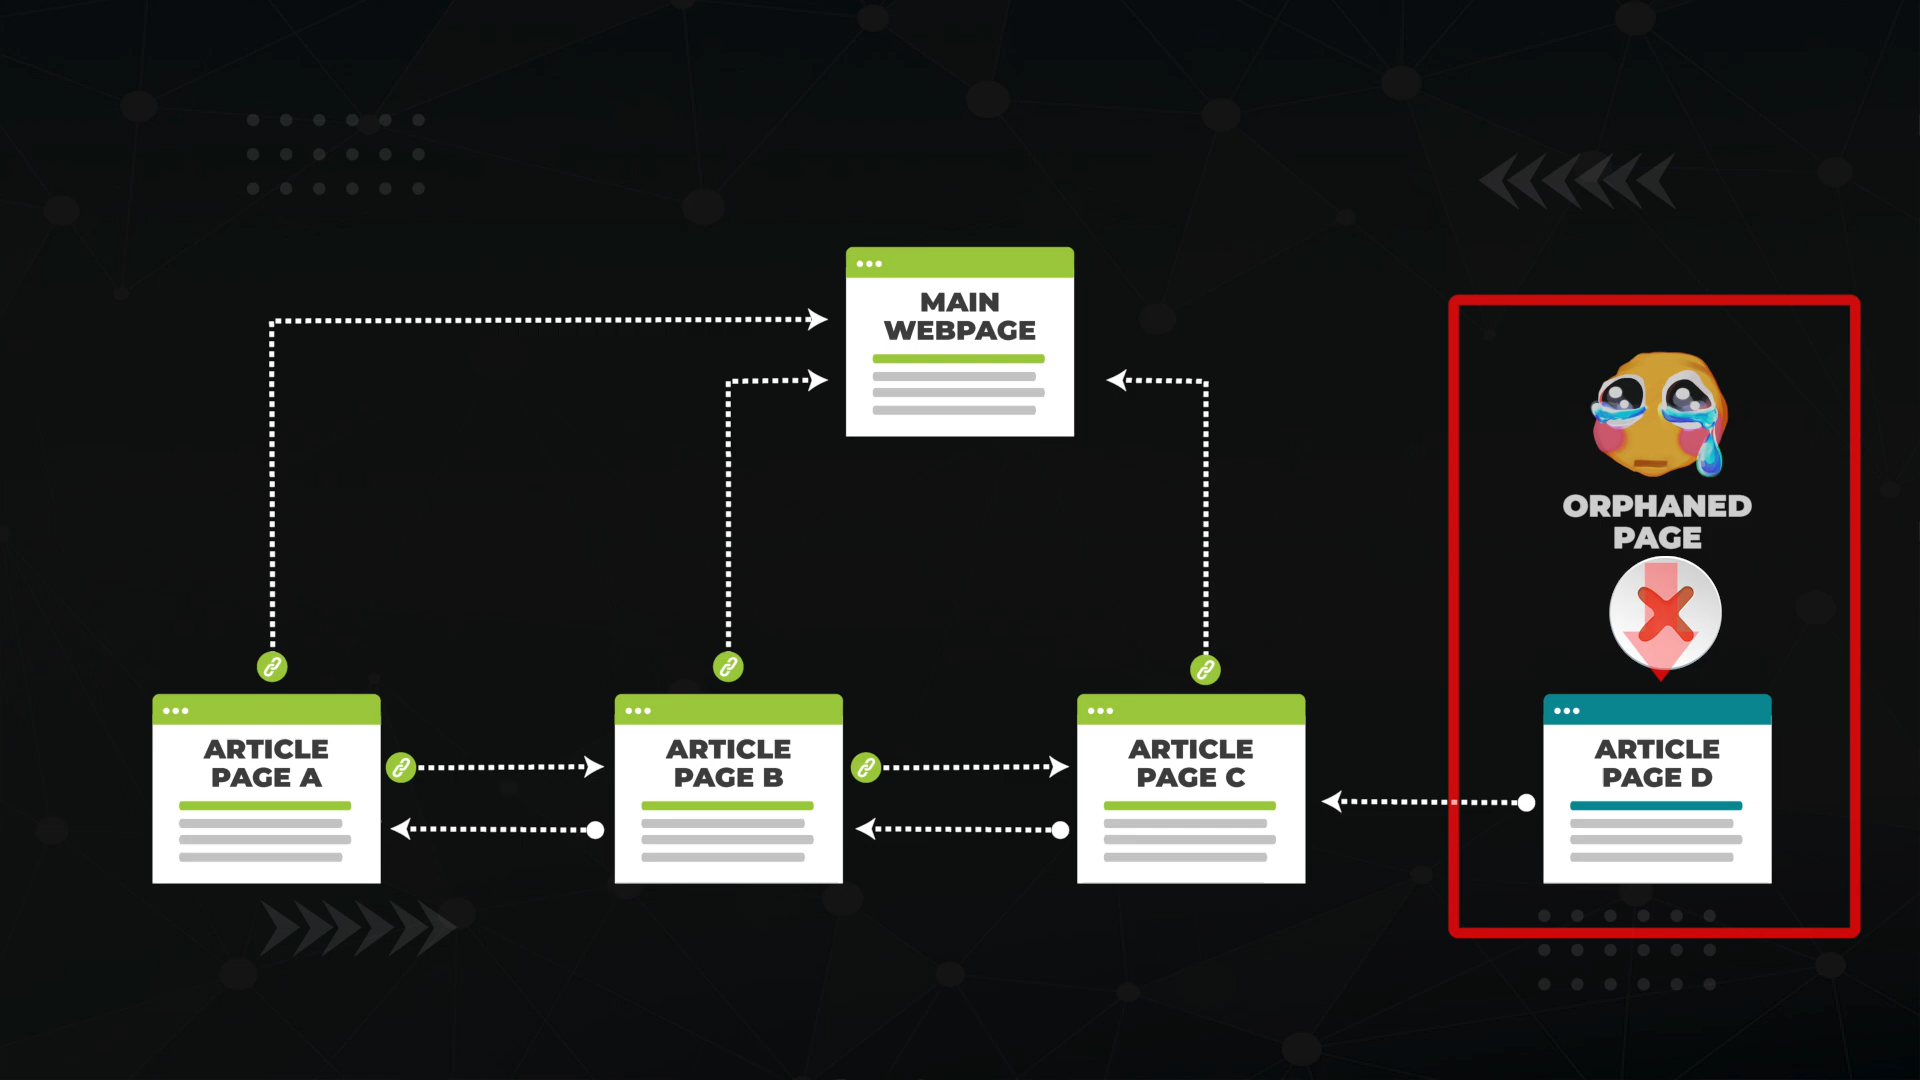 MAIN
WEBPAGE
ORPHANED
PAGE
ARTICLE
PAGE A
ARTICLE
PAGE B
ARTICLE
PAGE C
ARTICLE
PAGE D